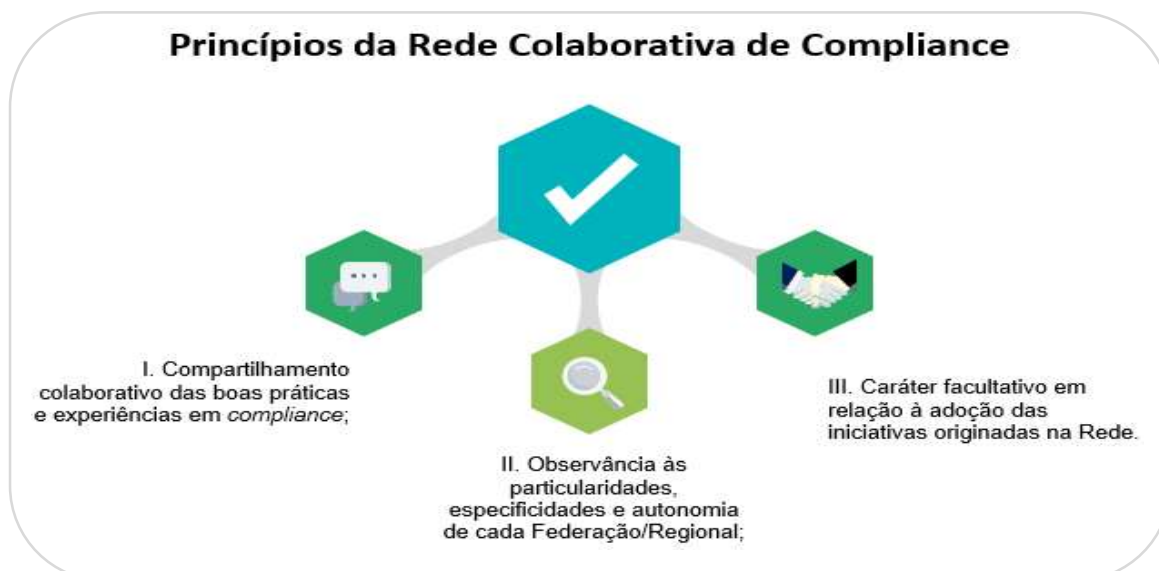 Princípios da Rede Colaborativa de Compliance
I. Compartilhamento
colaborativo das boas práticas
e experiências em compliance;
II. Observância às
particularidades,
especificidades e autonomia
de cada Federação/Regional;
III. Caráter facultativo em
relação à adoção das
iniciativas originadas na Rede.